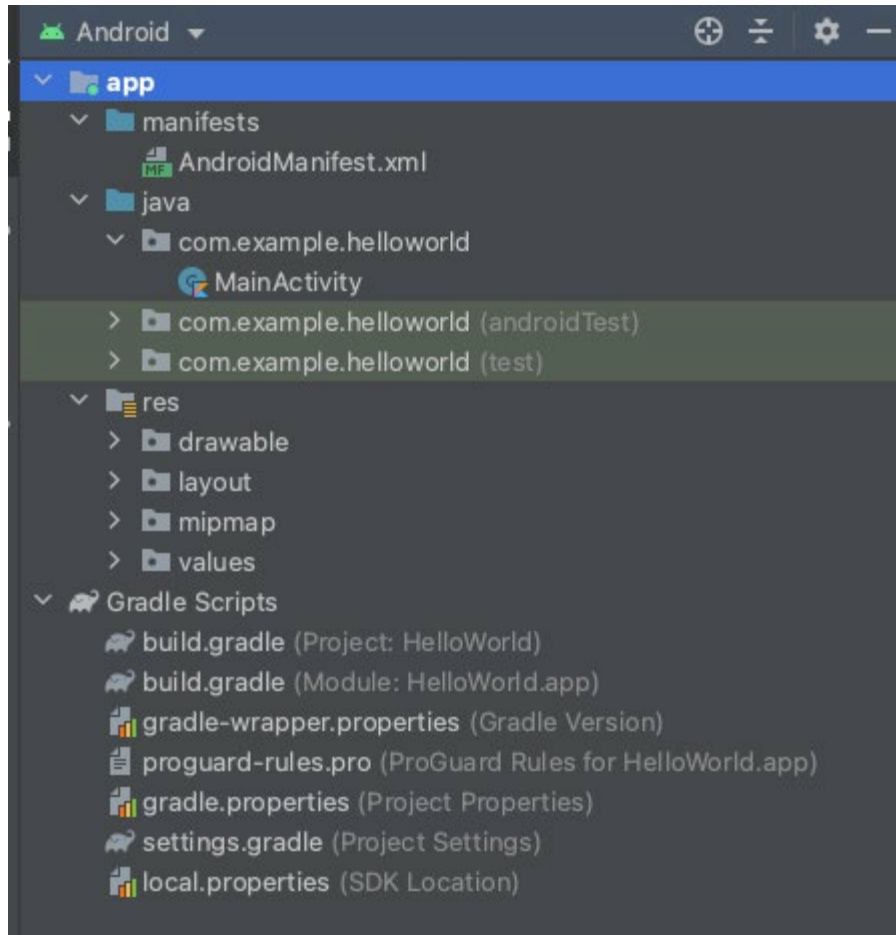 Android
app
manifests
MF AndroidManifest.xml
java
com.example.helloworld
MainActivity
com.example.helloworld (androidTest)
com.example.helloworld (test)
res
drawable
layout
mipmap
values
Gradle Scripts
build.gradle (Project: HelloWorld)
build.gradle (Module: HelloWorld.app)
gradle-wrapper.properties (Gradle Version)
proguard-rules.pro (ProGuard Rules for HelloWorld.app)
gradle.properties (Project Properties)
settings.gradle (Project Settings)
local.properties (SDK Location)